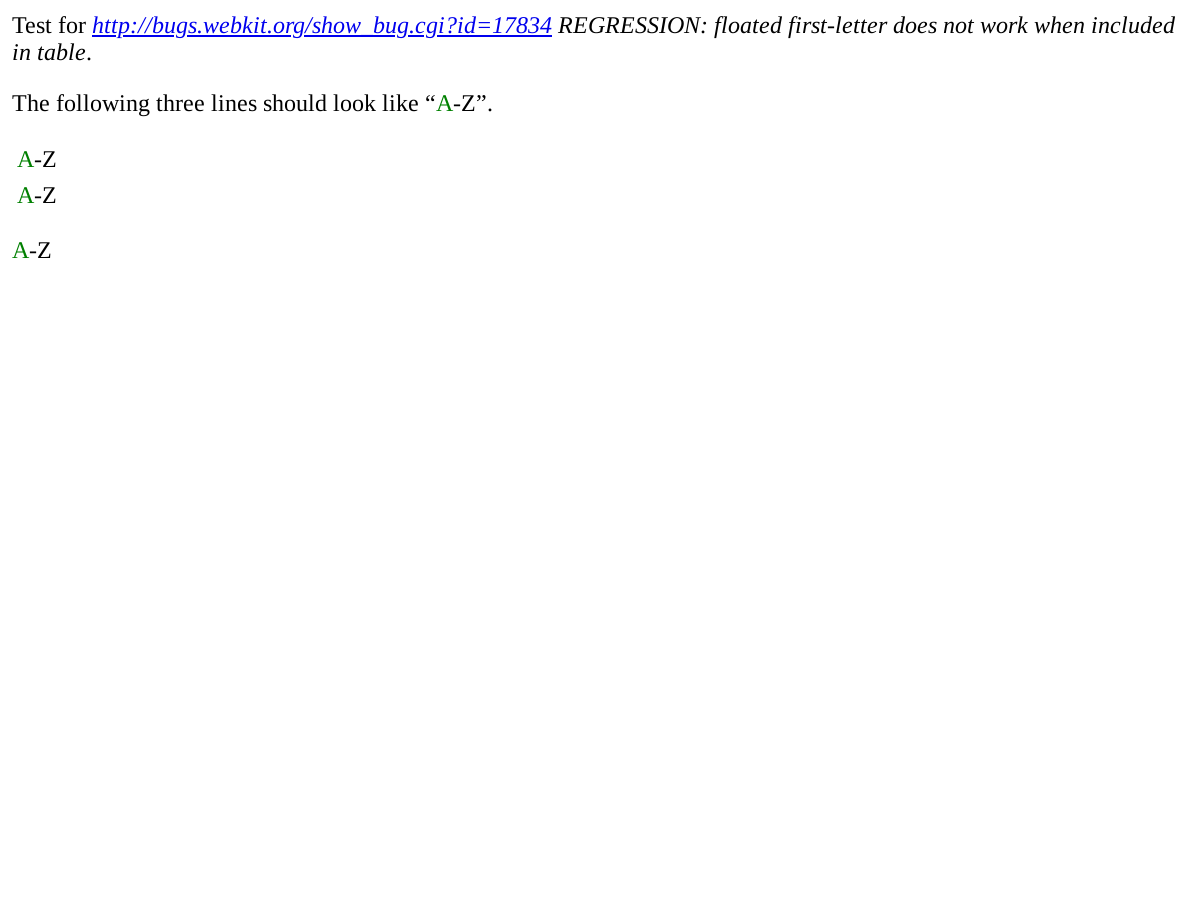 Test for http://bugs.webkit.org/show_bug.cgi?id=17834 REGRESSION: floated first-letter does not work when included
in table.
The following three lines should look like “A-Z”.
A-Z
A-Z
A-Z